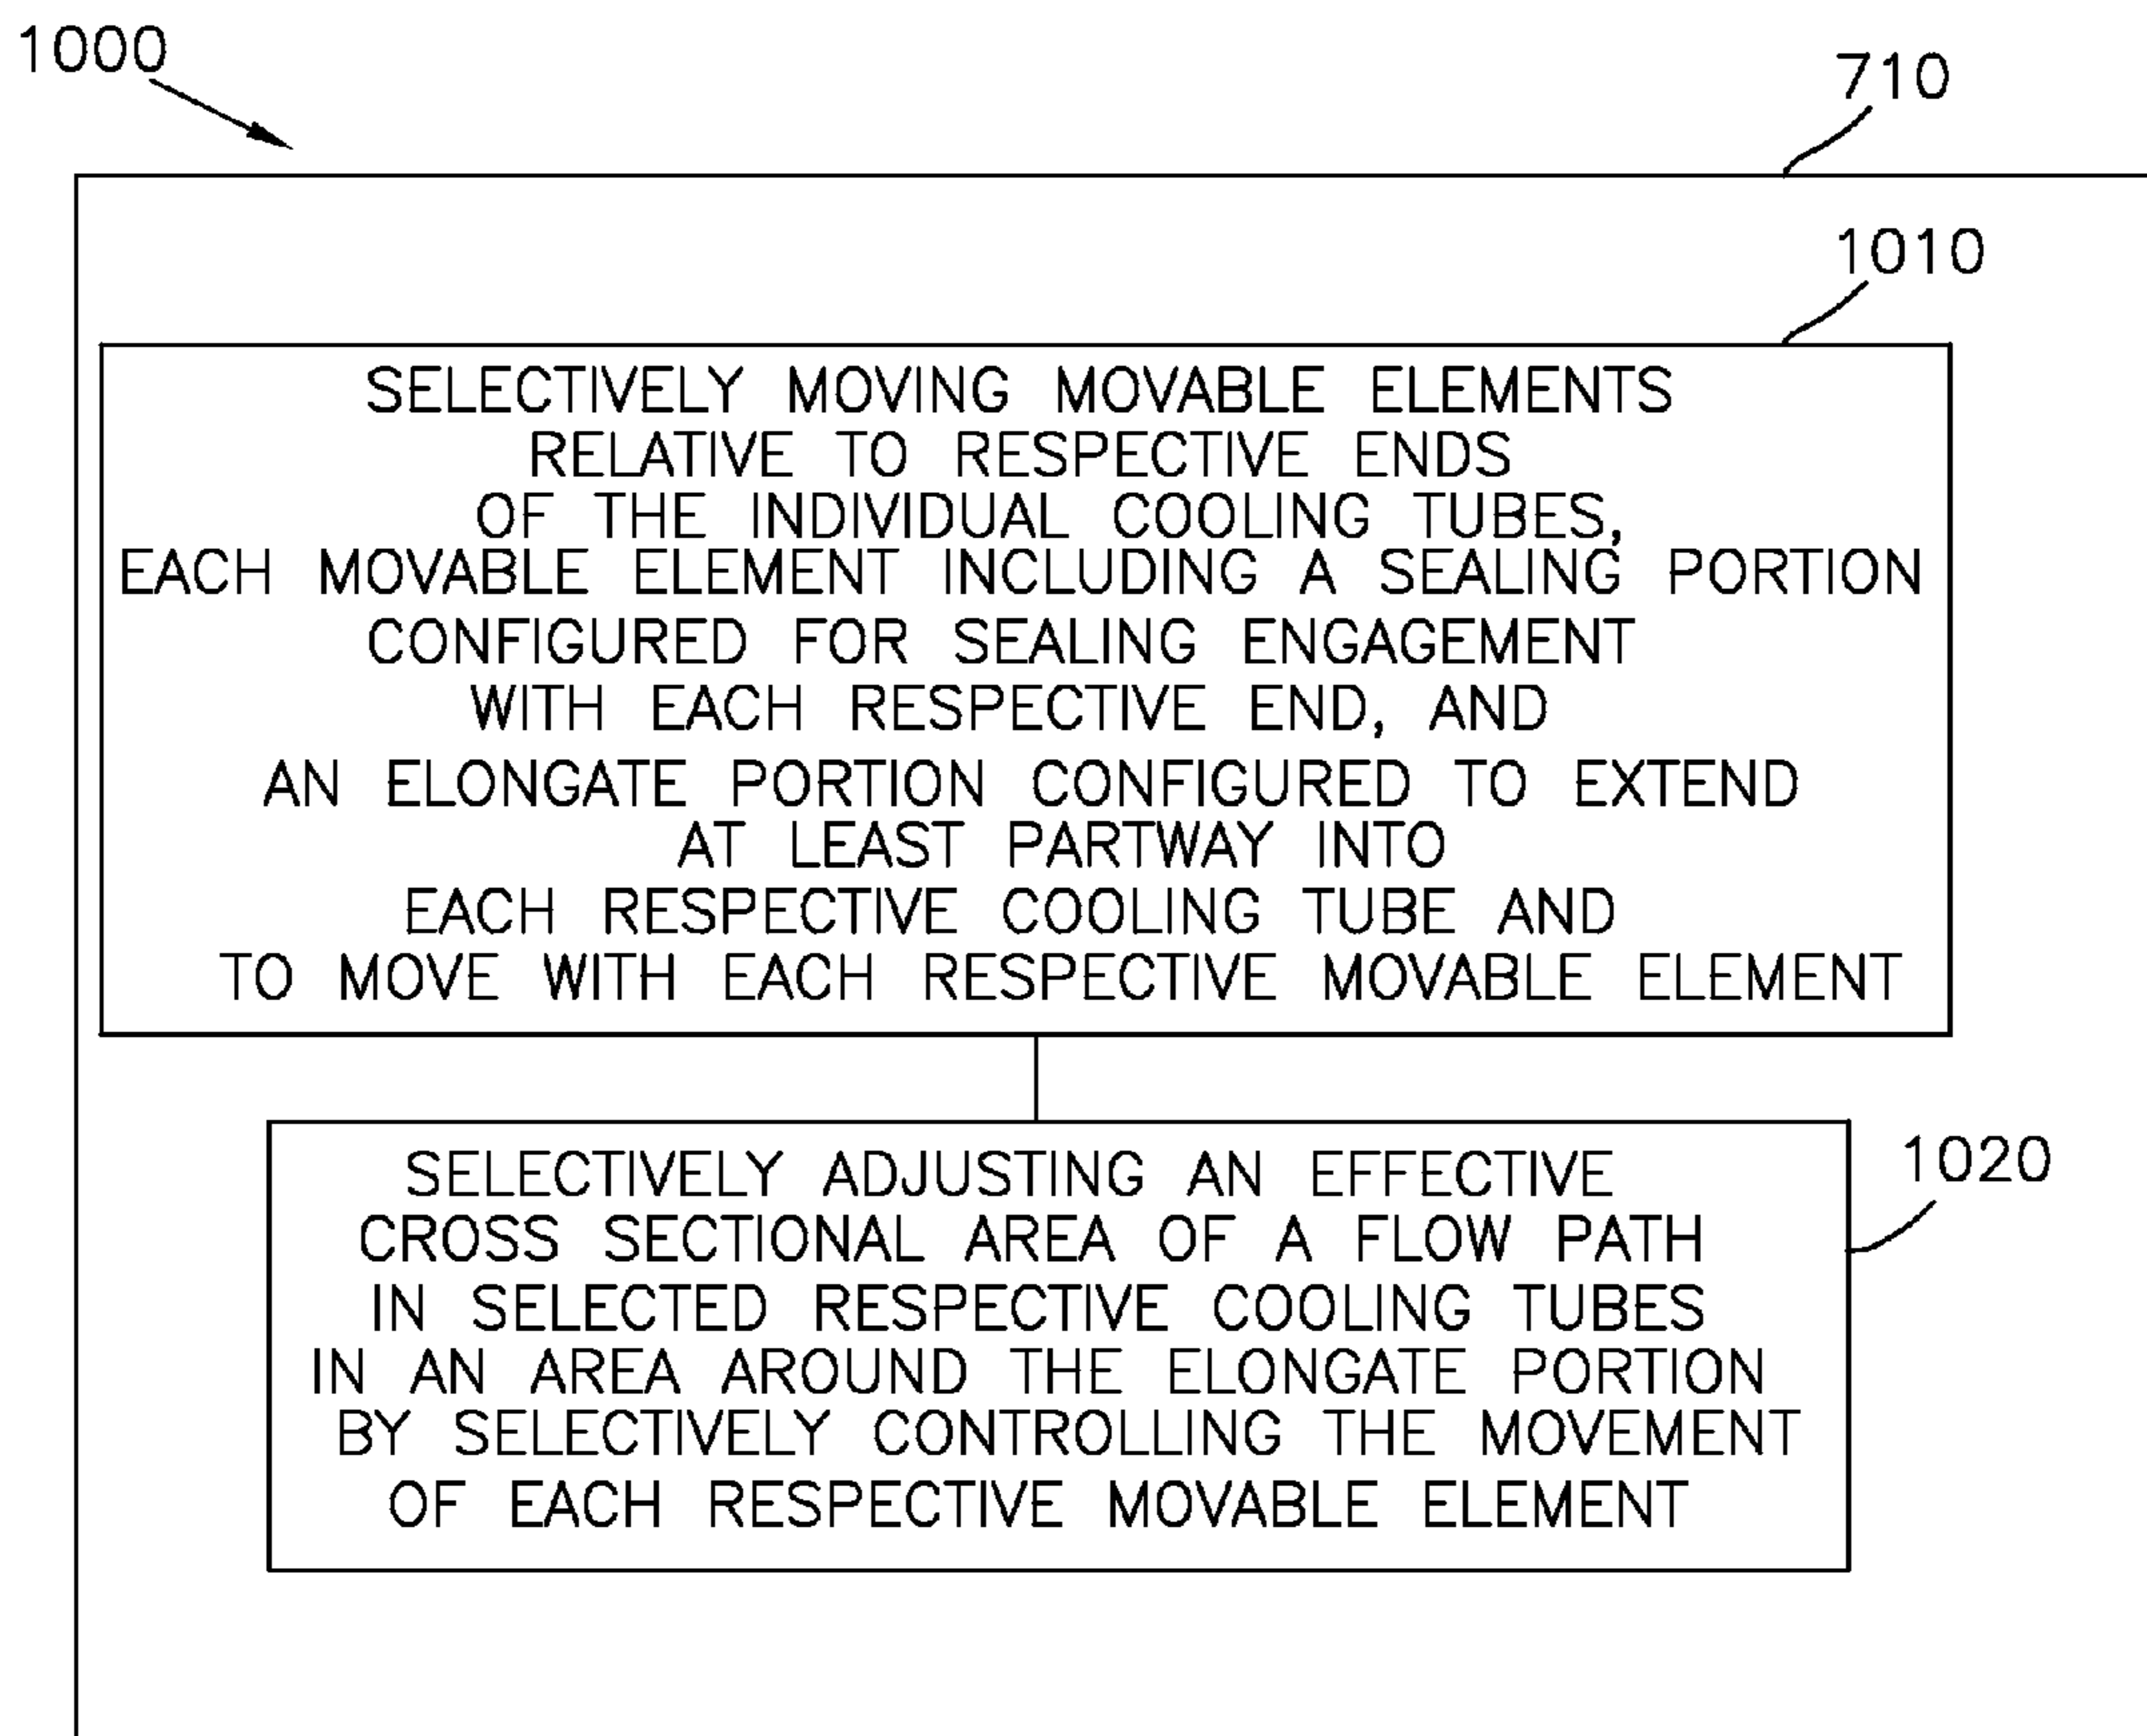 1000
710
1010
SELECTIVELY MOVING MOVABLE ELEMENTS
RELATIVE TO RESPECTIVE ENDS
OF THE INDIVIDUAL COOLING TUBES,
EACH MOVABLE ELEMENT INCLUDING A SEALING PORTION
CONFIGURED FOR SEALING ENGAGEMENT
WITH EACH RESPECTIVE END, AND
AN ELONGATE PORTION CONFIGURED TO EXTEND
AT LEAST PARTWAY INTO
EACH RESPECTIVE COOLING TUBE AND
TO MOVE WITH EACH RESPECTIVE MOVABLE ELEMENT
1020
SELECTIVELY ADJUSTING AN EFFECTIVE
CROSS SECTIONAL AREA OF A FLOW PATH
IN SELECTED RESPECTIVE COOLING TUBES
IN AN AREA AROUND THE ELONGATE PORTION
BY SELECTIVELY CONTROLLING THE MOVEMENT
OF EACH RESPECTIVE MOVABLE ELEMENT